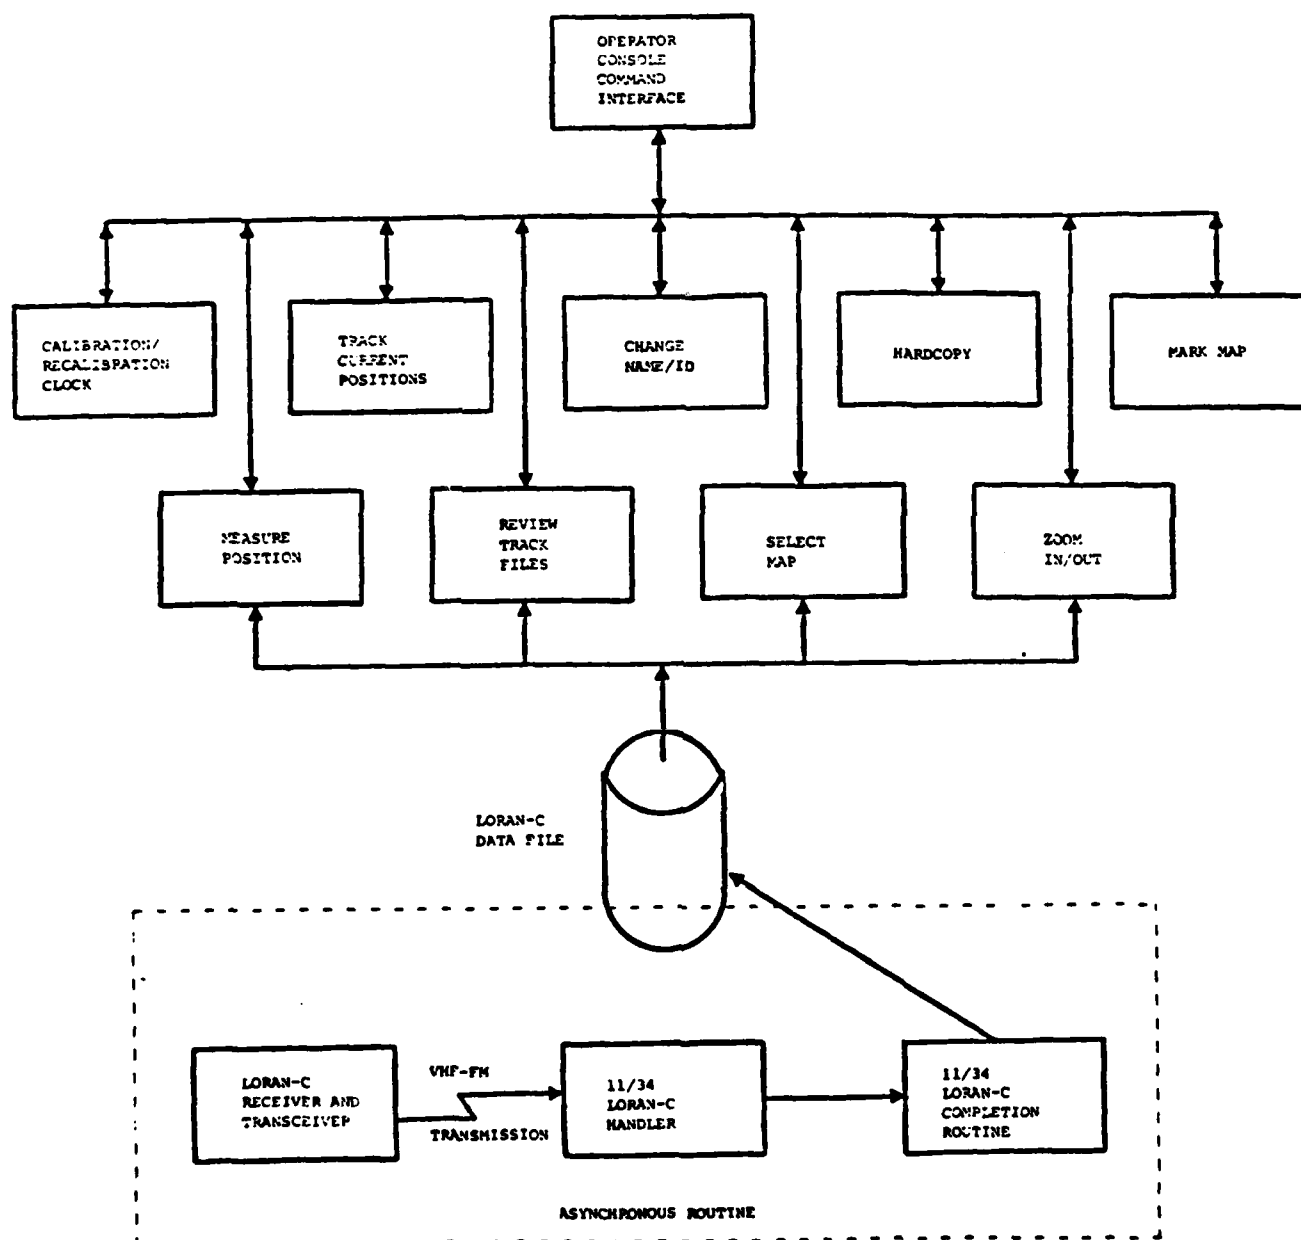 OPERATOR
CONSOLE
COMMAND
INTERFACE
CALIBRATION/
RECALIBRATION
CLOCK
TRACK
CURRENT
POSITIONS
CHANGE
NAME/ID
HARDCOPY
MARK MAP
MEASURE
POSITION
REVIEW
TRACK
FILES
SELECT
MAP
ZOOM
IN/OUT
LORAN-C
DATA FILE
LORAN-C
RECEIVER AND
TRANSCEIVER
VHF-FM
TRANSMISSION
11/34
LORAN-C
HANDLER
11/34
LORAN-C
COMPLETION
ROUTINE
ASYNCHRONOUS ROUTINE